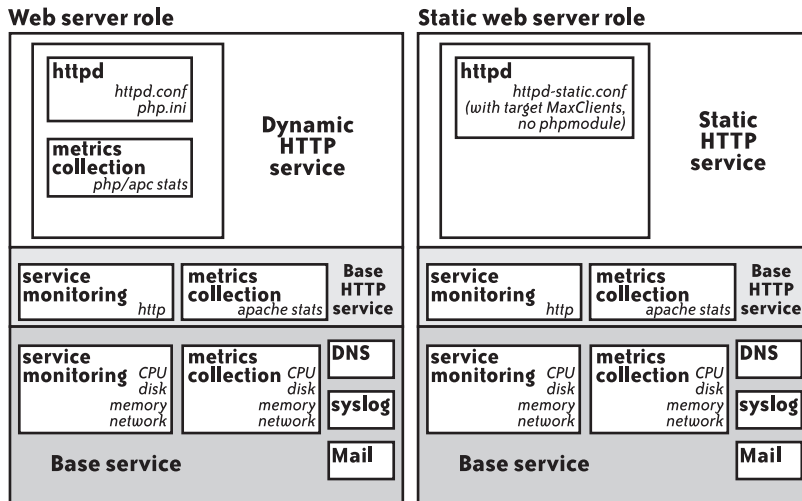 Web server role
httpd
httpd.conf
php.ini
metrics
collection
php/apc stats
Dynamic
HTTP
service
service
monitoring
http
metrics
collection
apache stats
Base
HTTP
service
service
monitoring
CPU
disk
memory
network
metrics
collection
CPU
disk
memory
network
DNS
syslog
Mail
Base service
Static web server role
httpd
httpd-static.conf
(with target MaxClients,
no phpmodule)
Static
HTTP
service
service
monitoring
http
metrics
collection
apache stats
Base
HTTP
service
service
monitoring
CPU
disk
memory
network
metrics
collection
CPU
disk
memory
network
DNS
syslog
Mail
Base service